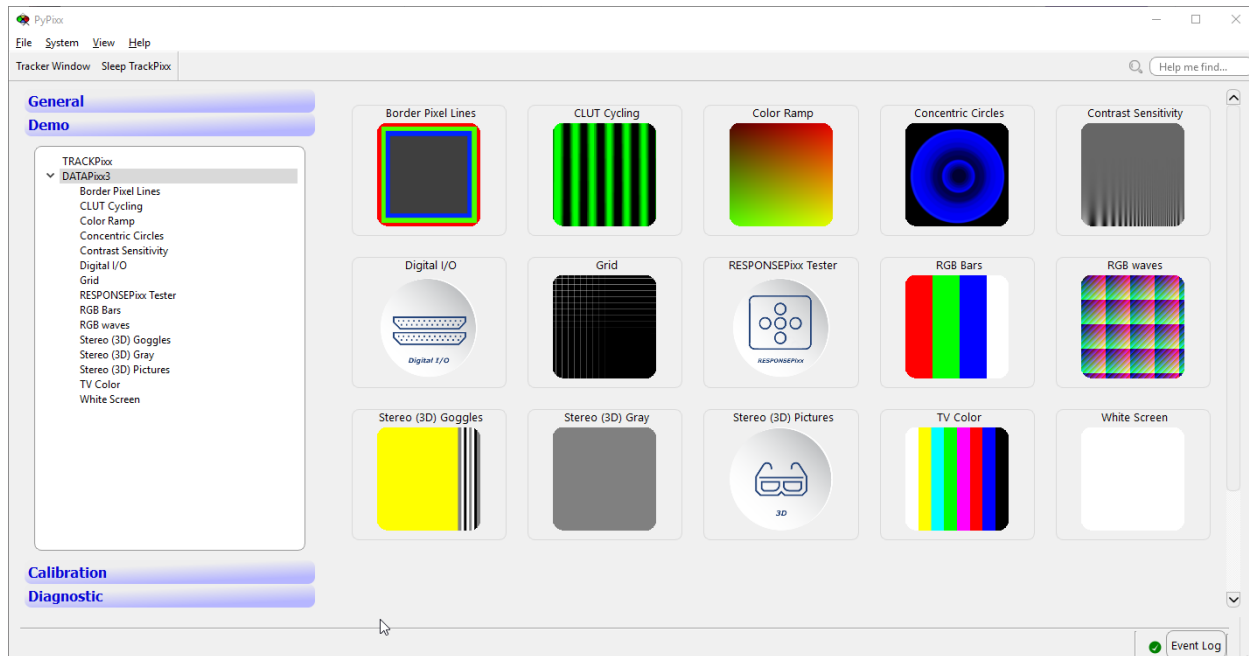 PyPixx
File System View Help
Tracker Window Sleep TrackPixx
Help me find...
General
Demo
TRACKPixx
DATAPixx3
Border Pixel Lines
CLUT Cycling
Color Ramp
Concentric Circles
Contrast Sensitivity
Digital I/O
Grid
RESPONSEPixx Tester
RGB Bars
RGB waves
Stereo (3D) Goggles
Stereo (3D) Gray
Stereo (3D) Pictures
TV Color
White Screen
Calibration
Diagnostic
Border Pixel Lines CLUT Cycling Color Ramp Concentric Circles Contrast Sensitivity
Digital I/O Grid RESPONSEPixx Tester RGB Bars RGB waves
Digital I/O RESPONSEPixx
Stereo (3D) Goggles Stereo (3D) Gray Stereo (3D) Pictures TV Color White Screen
3D
Event Log